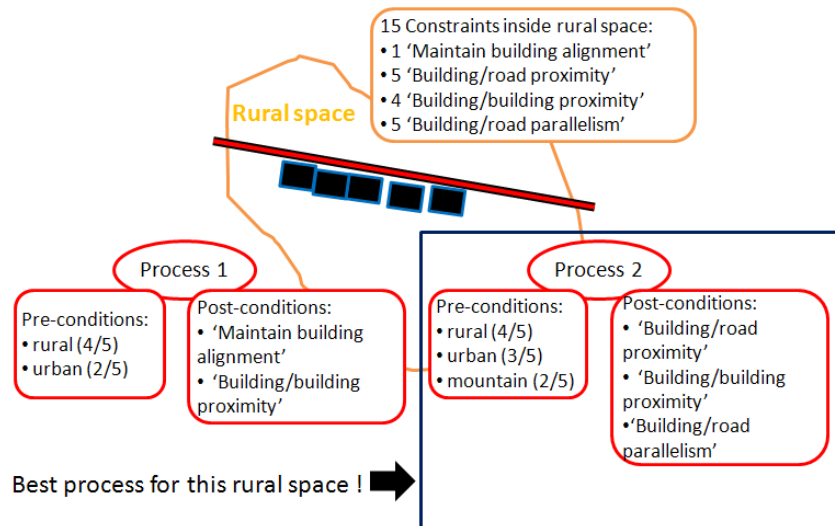 15 Constraints inside rural space:
• 1 ‘Maintain building alignment’
• 5 ‘Building/road proximity’
• 4 ‘Building/building proximity’
• 5 ‘Building/road parallelism’
Rural space
Process 1
Pre-conditions:
• rural (4/5)
• urban (2/5)
Post-conditions:
• ‘Maintain building
alignment’
• ‘Building/building
proximity’
Process 2
Pre-conditions:
• rural (4/5)
• urban (3/5)
• mountain (2/5)
Post-conditions:
• ‘Building/road
proximity’
• ‘Building/building
proximity’
•‘Building/road
parallelism’
Best process for this rural space !